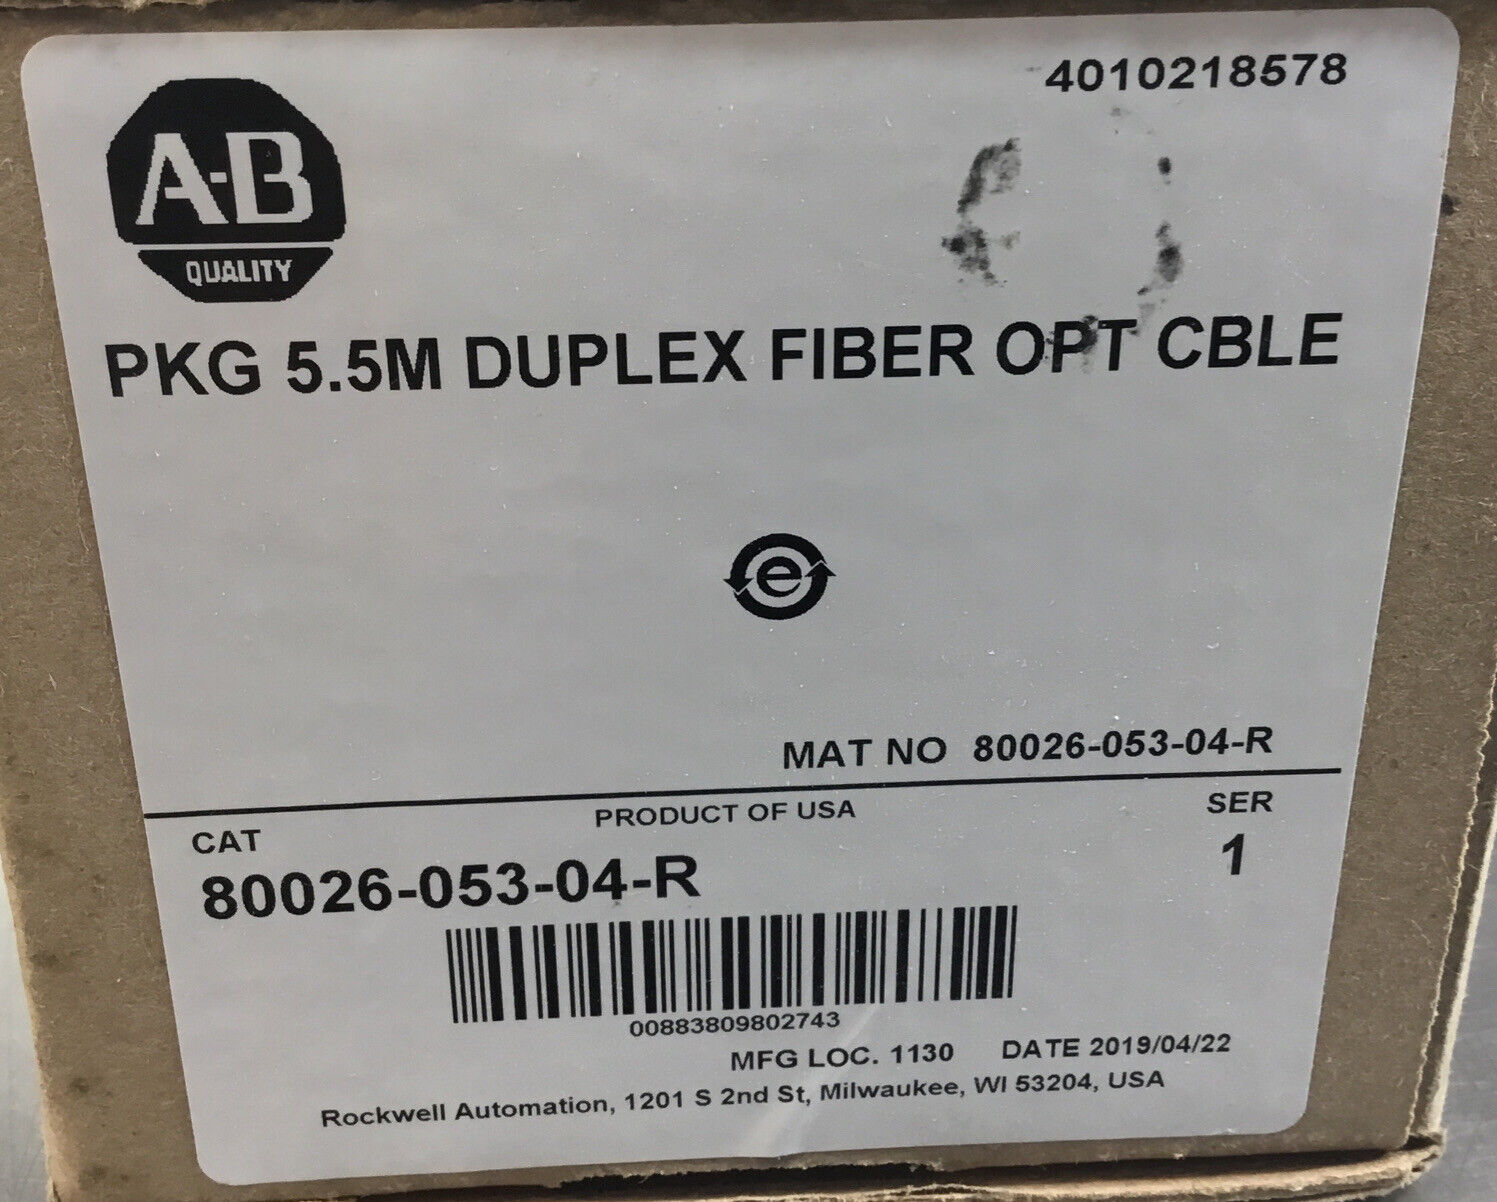 4010218578
A-B
QUALITY
PKG 5.5M DUPLEX FIBER OPT CBLE
e
MAT NO 80026-053-04-R
PRODUCT OF USA
CAT
SER
80026-053-04-R
1
00883809802743
MFG LOC. 1130 DATE 2019/04/22
Rockwell Automation, 1201 S 2nd St, Milwaukee, WI 53204, USA